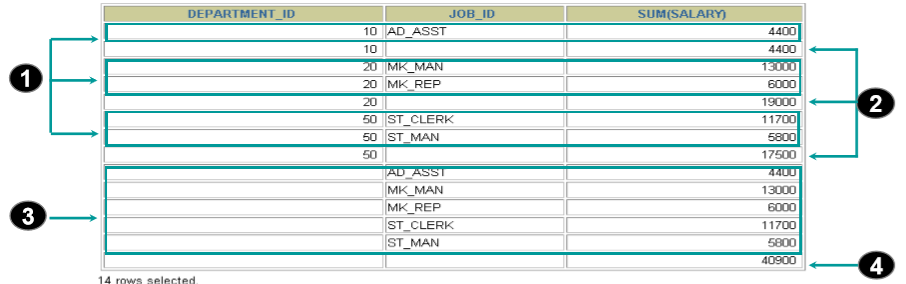 DEPARTMENT_ID JOB_ID SUM(SALARY)
10 AD_ASST 4400
10 4400
20 MK_MAN 13000
20 MK_REP 6000
20 19000
50 ST_CLERK 11700
50 ST_MAN 5800
50 17500
AD_ASST 4400
MK_MAN 13000
MK_REP 6000
ST_CLERK 11700
ST_MAN 5800
40900
14 rows selected.
1
2
3
4